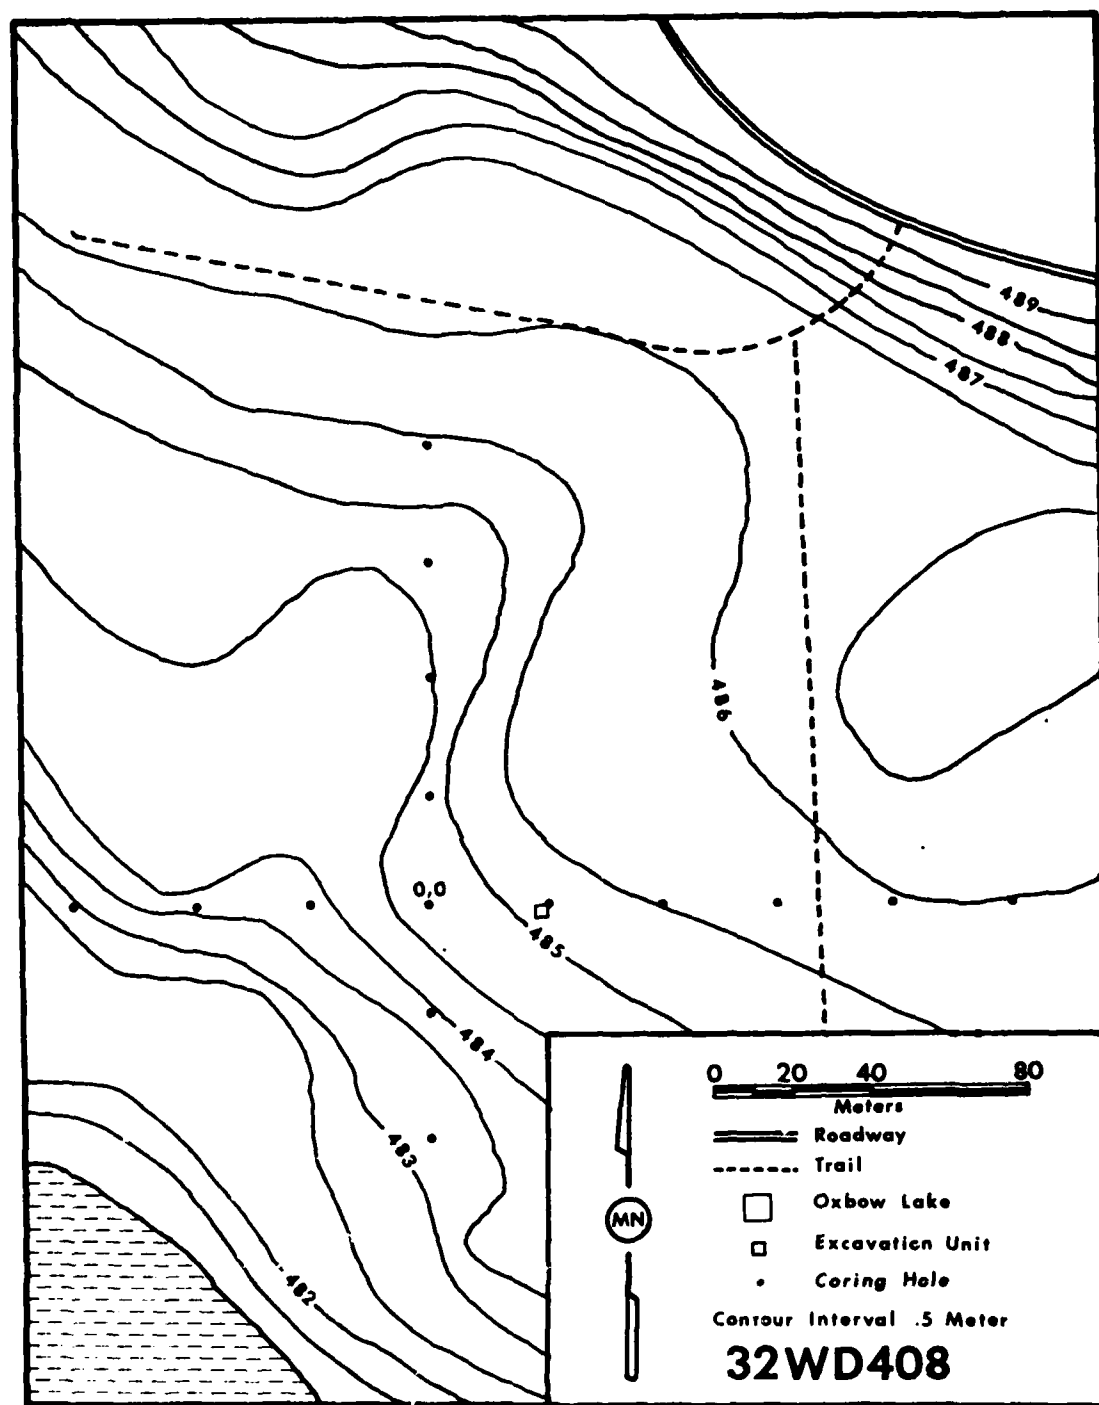 489
488
487
486
0,0
485
484
483
482
0 20 40 80
Meters
Roadway
Trail
Oxbow Lake
Excavation Unit
Coring Hole
MN
Contour Interval .5 Meter
32WD408